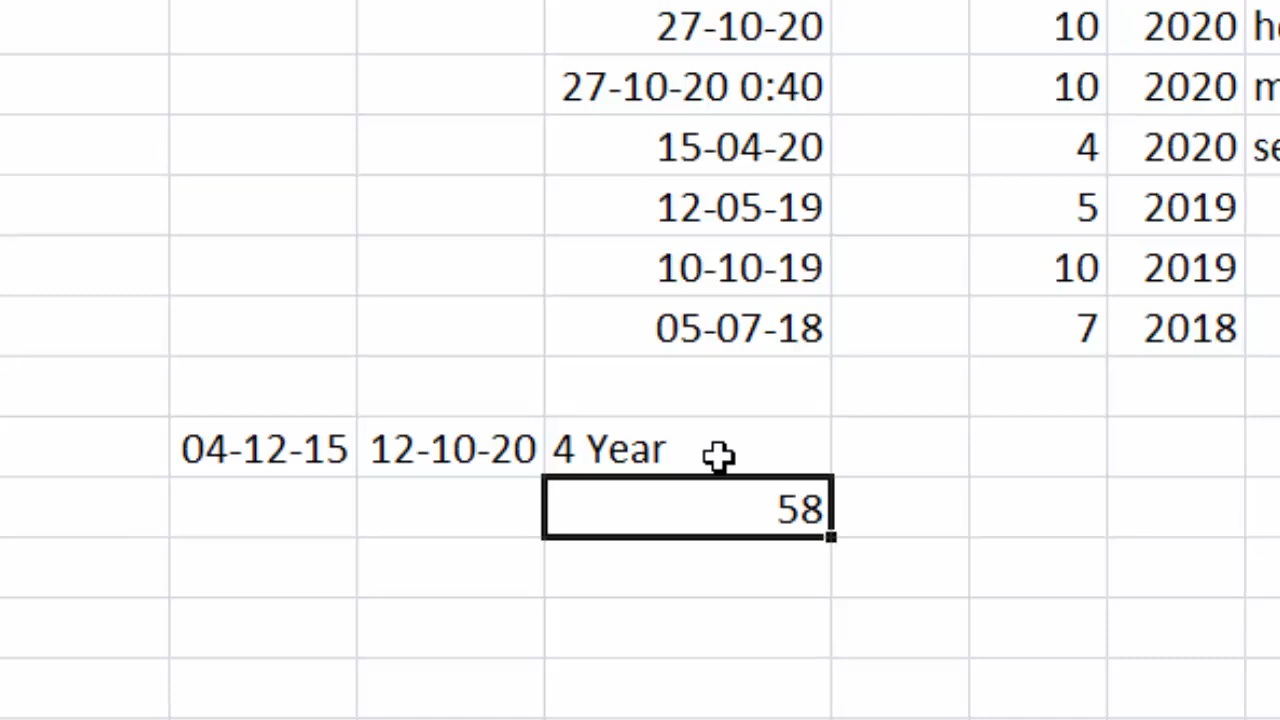 27-10-20 10 2020
27-10-20 0:40 10 2020
15-04-20 4 2020
12-05-19 5 2019
10-10-19 10 2019
05-07-18 7 2018
04-12-15 12-10-20 4 Year
58